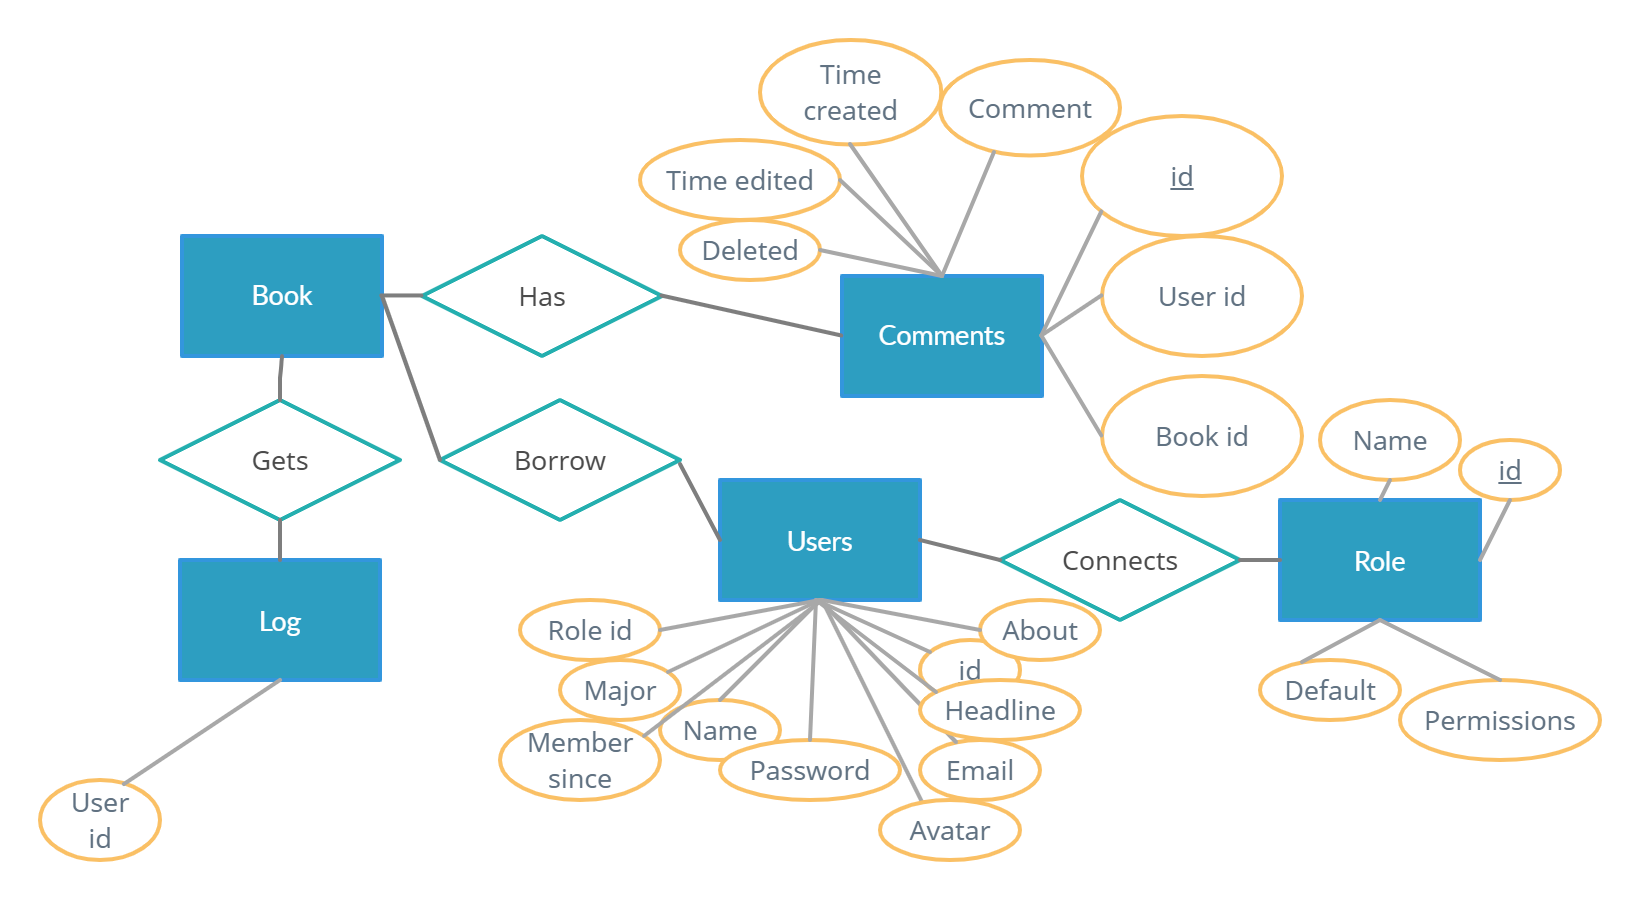 Time
created
Comment
Time edited
id
Deleted
Book
Has
User id
Comments
Book id
Name
Gets
Borrow
id
Users
Connects
Role
Log
Role id
About
id
Major
Default
Headline
Permissions
Name
Member
since
Password
Email
User
id
Avatar